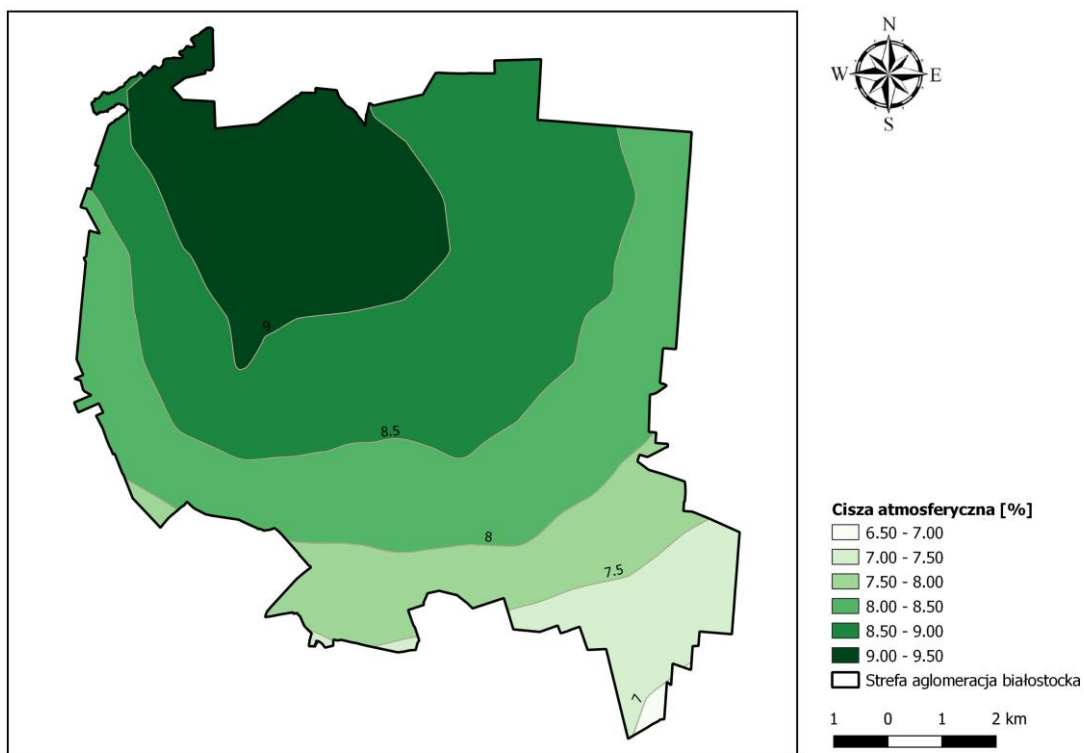 N
W E
S
9
8.5
8
7.5
7
Cisza atmosferyczna [%]
6.50 - 7.00
7.00 - 7.50
7.50 - 8.00
8.00 - 8.50
8.50 - 9.00
9.00 - 9.50
Strefa aglomeracja białostocka
1 0 1 2 km